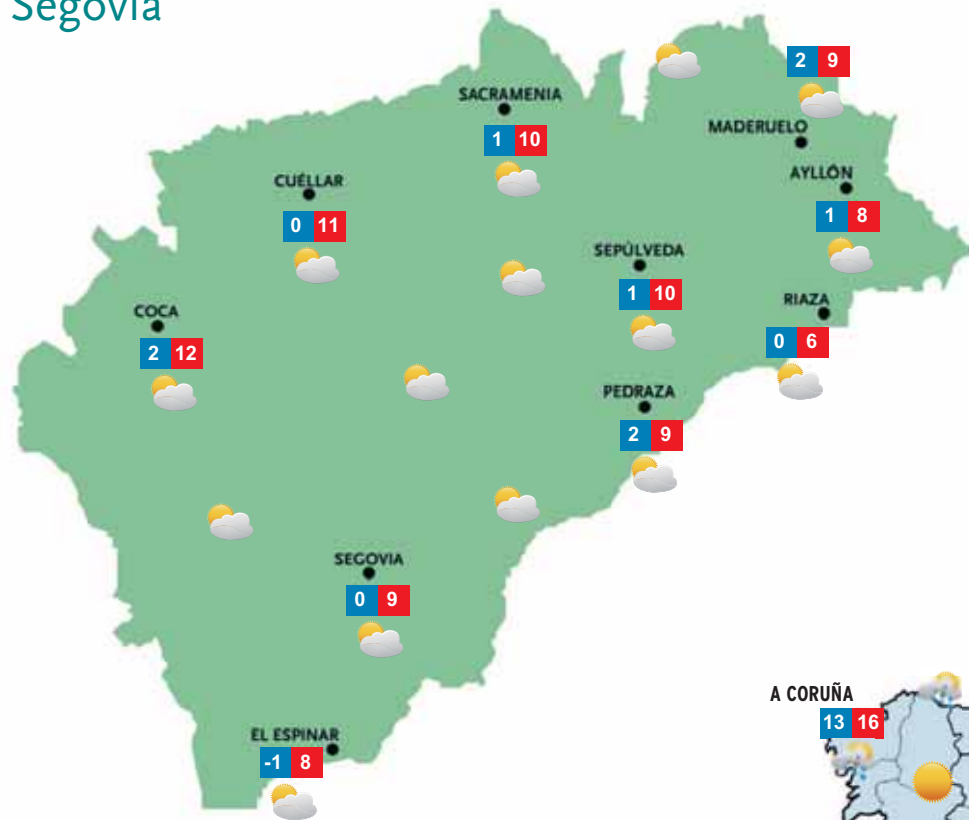 Segovia
2 9
SACRAMENIA
1 10
MADERUELO
AYLLÓN
1 8
CUÉLLAR
0 11
SEPÚLVEDA
1 10
RIAZA
0 6
COCA
2 12
PEDRAZA
2 9
SEGOVIA
0 9
EL ESPINAR
-1 8
A CORUÑA
13 16